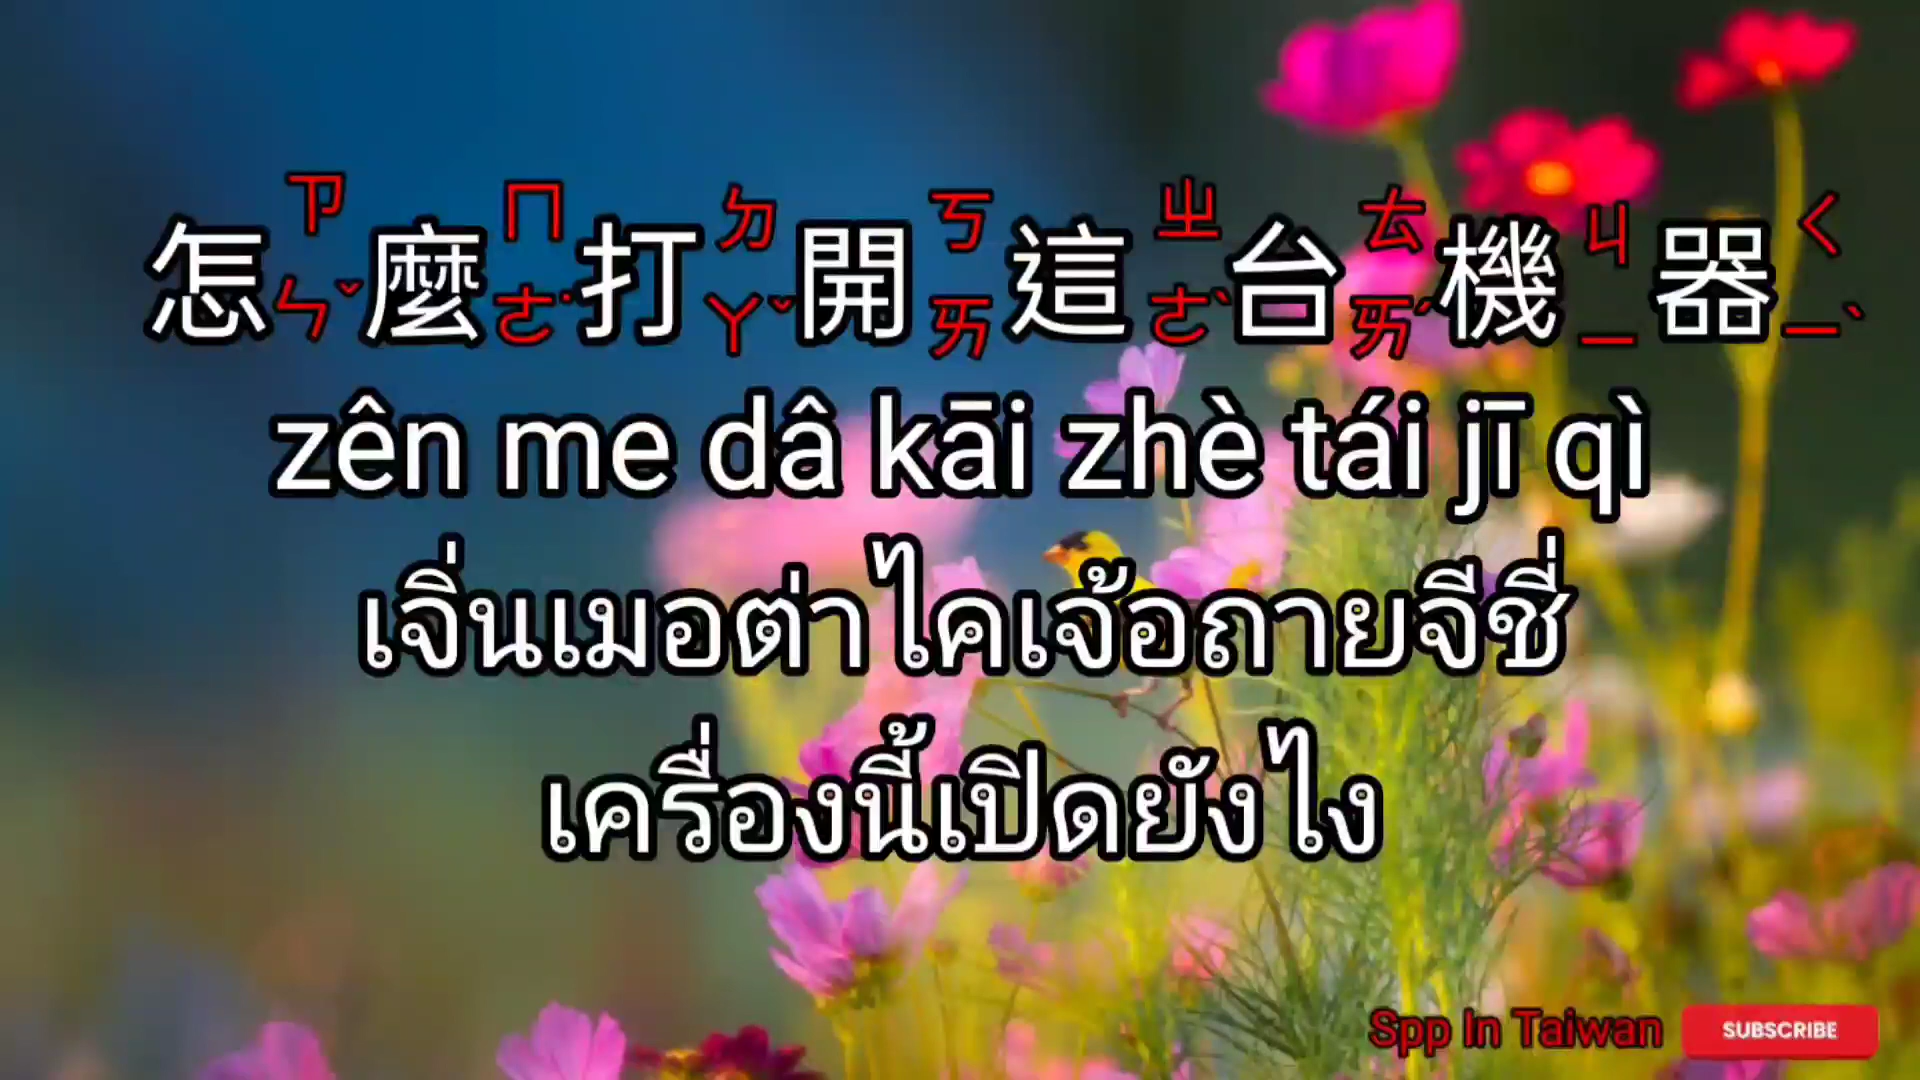 怎ㄗㄣˇ麼ㄇㄜ˙打ㄉㄚˇ開ㄎㄞ這ㄓㄜˋ台ㄊㄞˊ機ㄐㄧ器ㄑㄧˋ
zên me dâ kāi zhè tái jī qì
เจิ่นเมอต่าไคเจ้อถายจีชี่
เครื่องนี้เปิดยังไง
Spp In Taiwan SUBSCRIBE